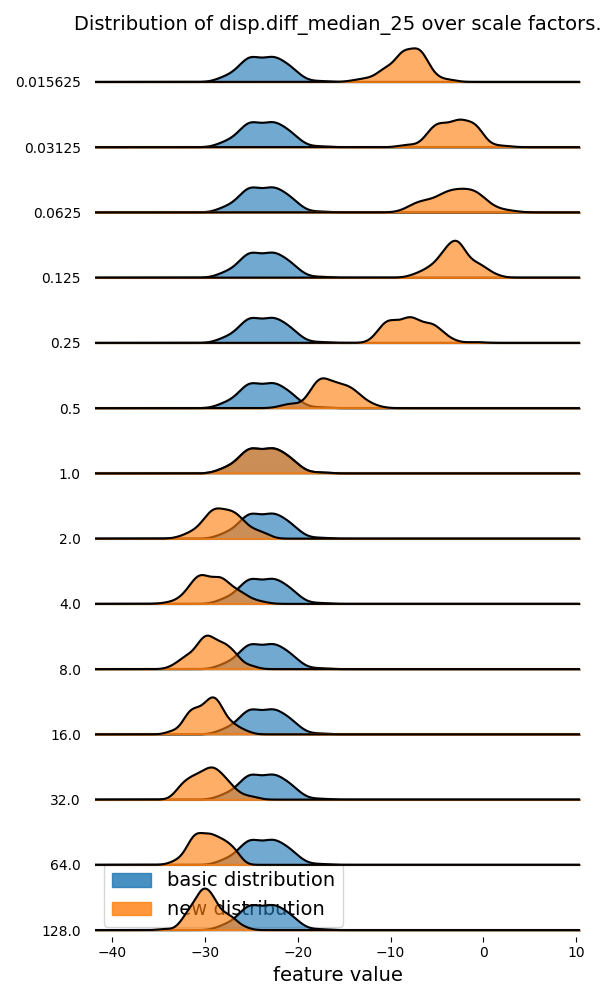 Distribution of disp.diff_median_25 over scale factors.
0.015625
0.03125
0.0625
0.125
0.25
0.5
1.0
2.0
4.0
8.0
16.0
32.0
64.0
basic distribution
new distribution
128.0
−40 −30 −20 −10 0 10
feature value